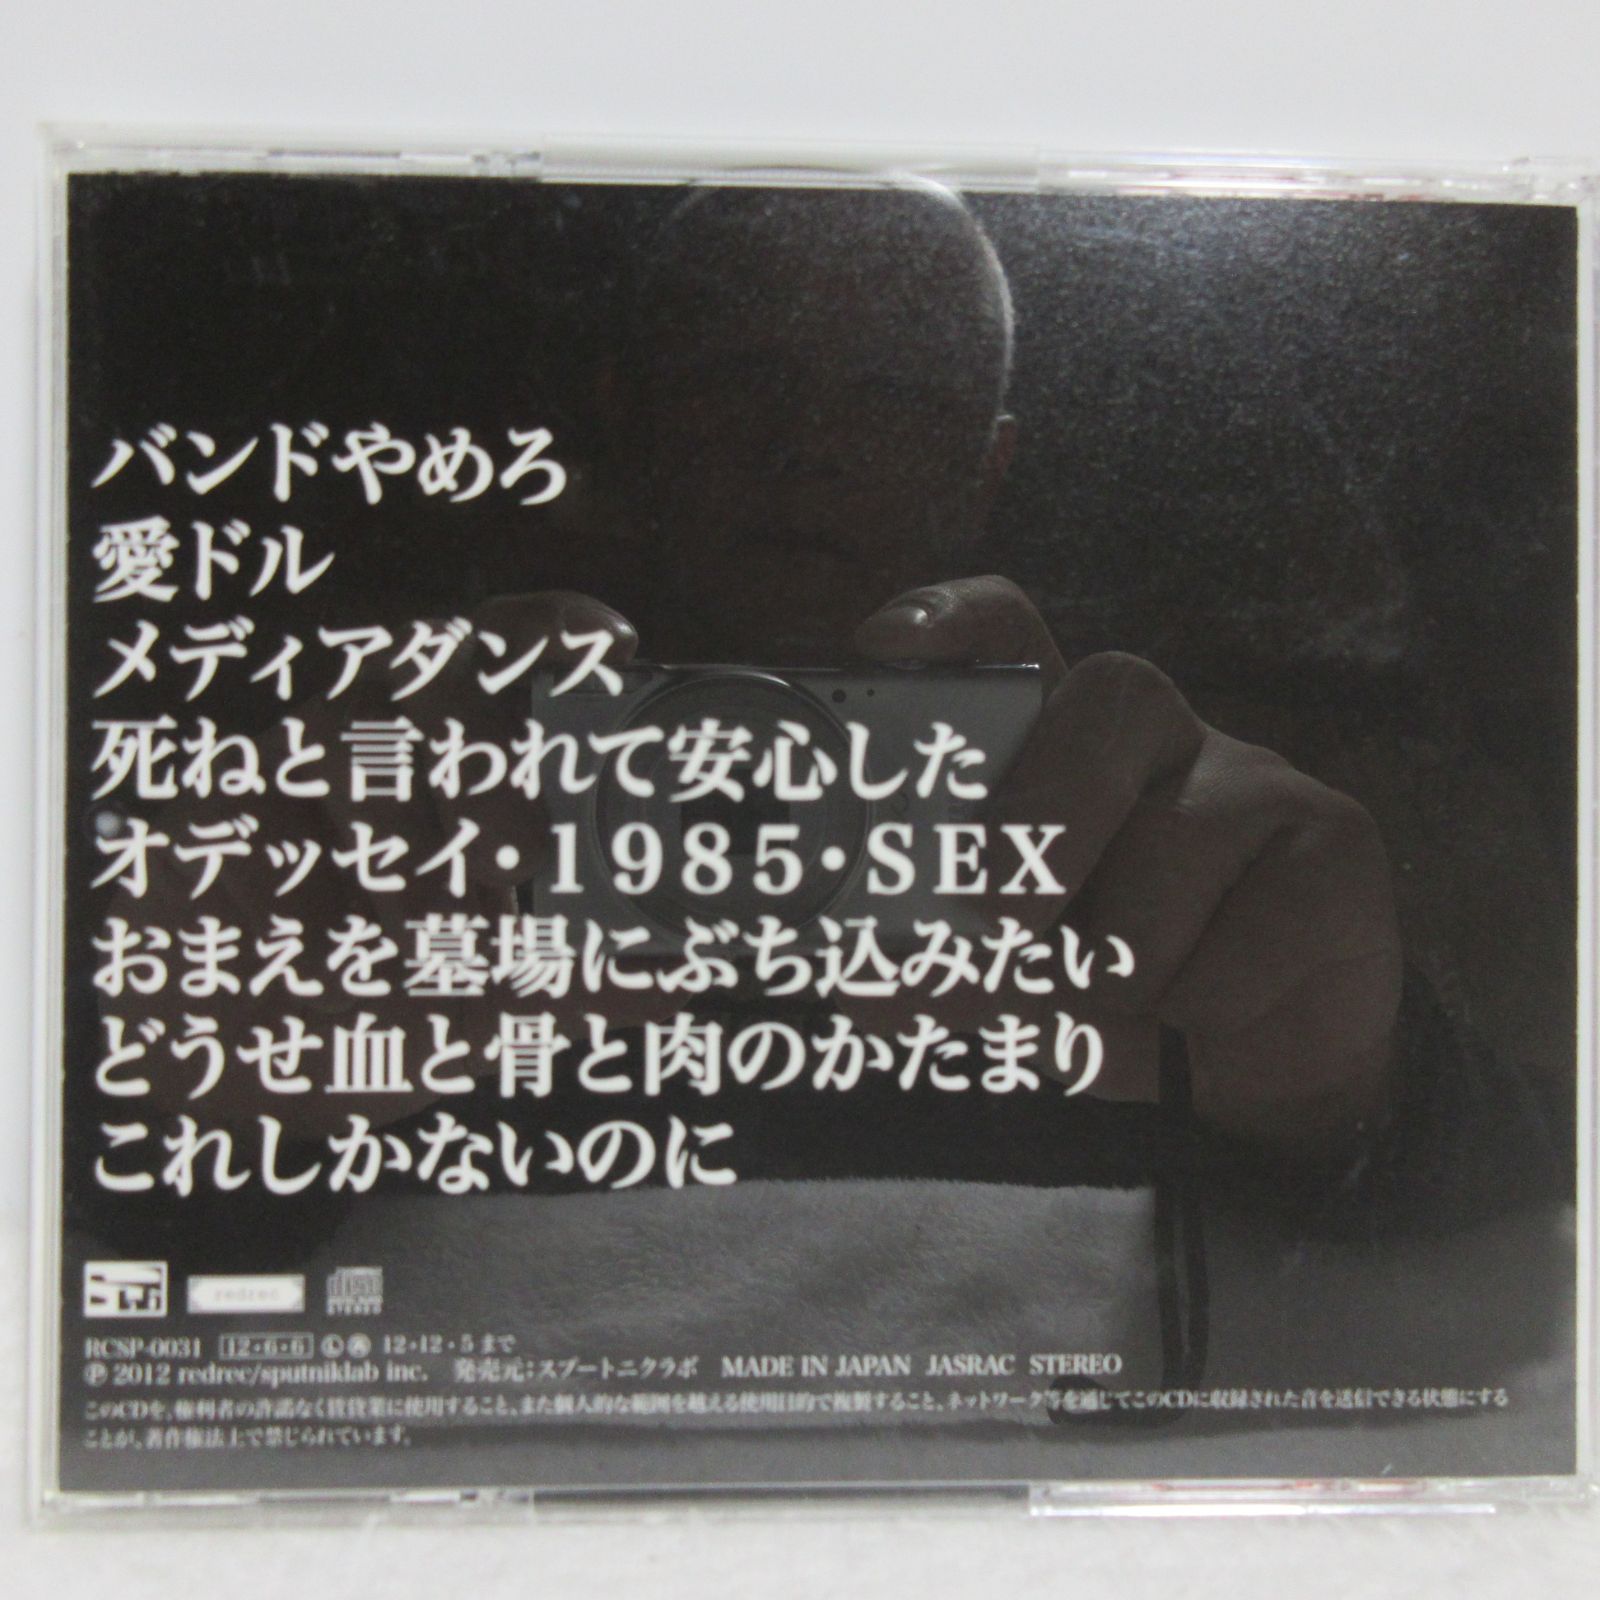 バンドやめろ
愛ドル
メディアダンス
死ねと言われて安心した
オデッセイ・1985・SEX
おまえを墓場にぶち込みたい
どうせ血と骨と肉のかたまり
これしかないのに
redrec
STEREO
RCSP-0031 12・6・6 Ⓛ Ⓐ 12・12・5まで
Ⓟ 2012 redrec/sputniklab inc. 発売元：スプートニクラボ MADE IN JAPAN JASRAC STEREO
このCDを、権利者の許諾なく賃貸業に使用すること、また個人的な範囲を越える使用目的で複製すること、ネットワーク等を通じてこのCDに収録された音を送信できる状態にする
ことが、著作権法上で禁じられています。